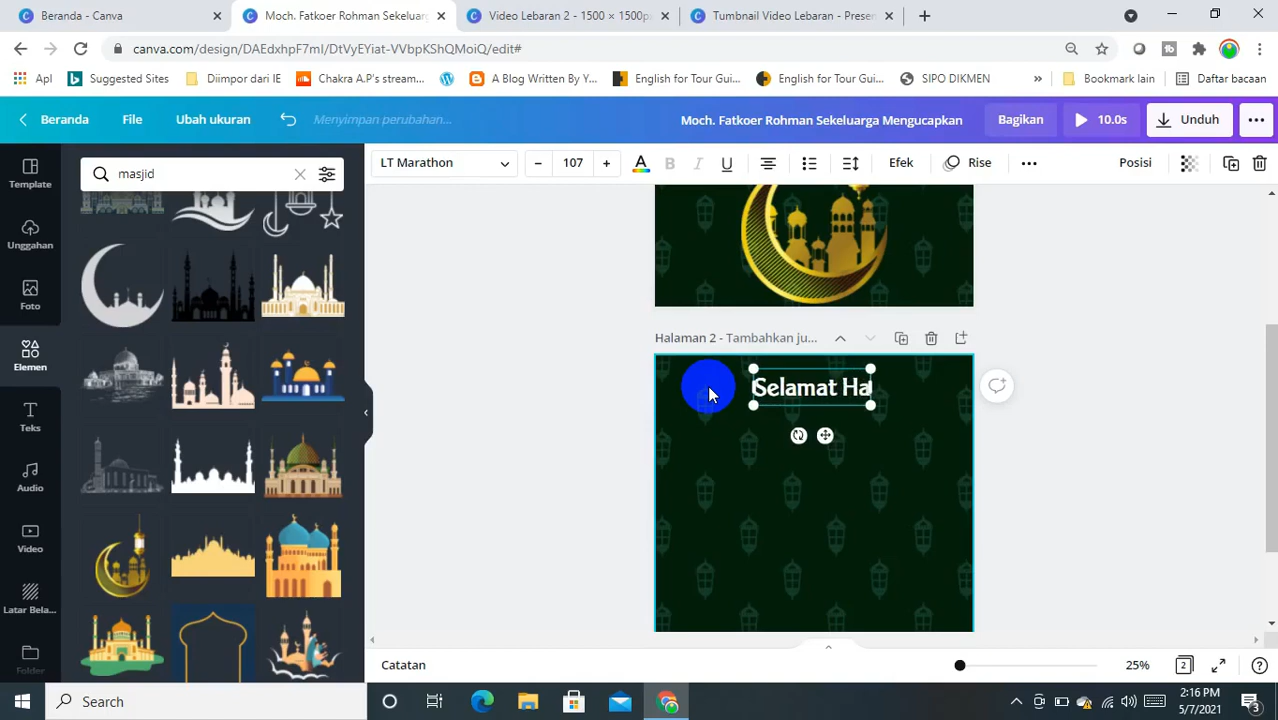 Beranda - Canva
Moch. Fatkoer Rohman Sekeluarg
Video Lebaran 2 - 1500 × 1500p
Tumbnail Video Lebaran - Presen
canva.com/design/DAEdxhpF7mI/DtVyEYiat-VVbpKShQMoiQ/edit#
Apl
Suggested Sites
Diimpor dari IE
Chakra A.P's stream...
A Blog Written By Y...
English for Tour Gui...
English for Tour Gui...
SIPO DIKMEN
»
Bookmark lain
Daftar bacaan
Beranda
File
Ubah ukuran
Menyimpan perubahan...
Moch. Fatkoer Rohman Sekeluarga Mengucapkan
Bagikan
10.0s
Unduh
Template
Unggahan
Foto
Elemen
Teks
Audio
Video
Latar Bela...
Folder
masjid
LT Marathon
107
A
B
I
U
Efek
Rise
Posisi
Halaman 2 - Tambahkan ju...
Selamat Ha
Catatan
25%
2
Search
2:16 PM
5/7/2021
3